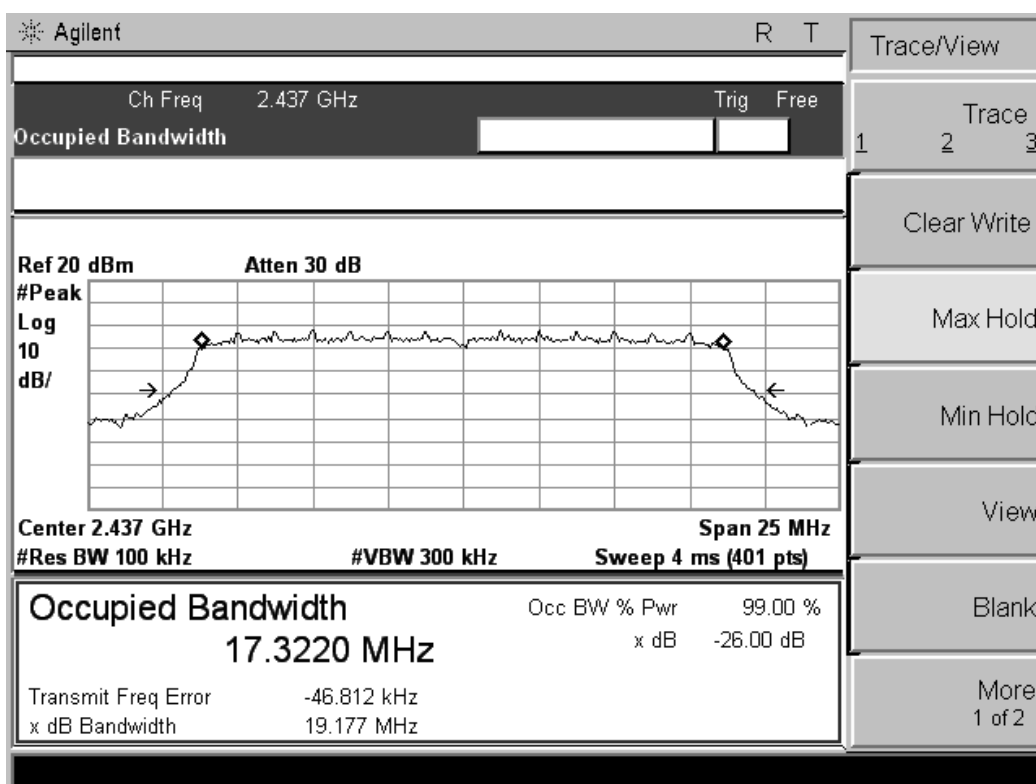 Agilent R T
Ch Freq 2.437 GHz Trig Free
Occupied Bandwidth
Ref 20 dBm Atten 30 dB
#Peak
Log
10
dB/
Center 2.437 GHz Span 25 MHz
#Res BW 100 kHz #VBW 300 kHz Sweep 4 ms (401 pts)
Occupied Bandwidth
17.3220 MHz
Occ BW % Pwr 99.00 %
x dB -26.00 dB
Transmit Freq Error -46.812 kHz
x dB Bandwidth 19.177 MHz
Trace/View
Trace
1 2 3
Clear Write
Max Hold
Min Hold
View
Blank
More
1 of 2